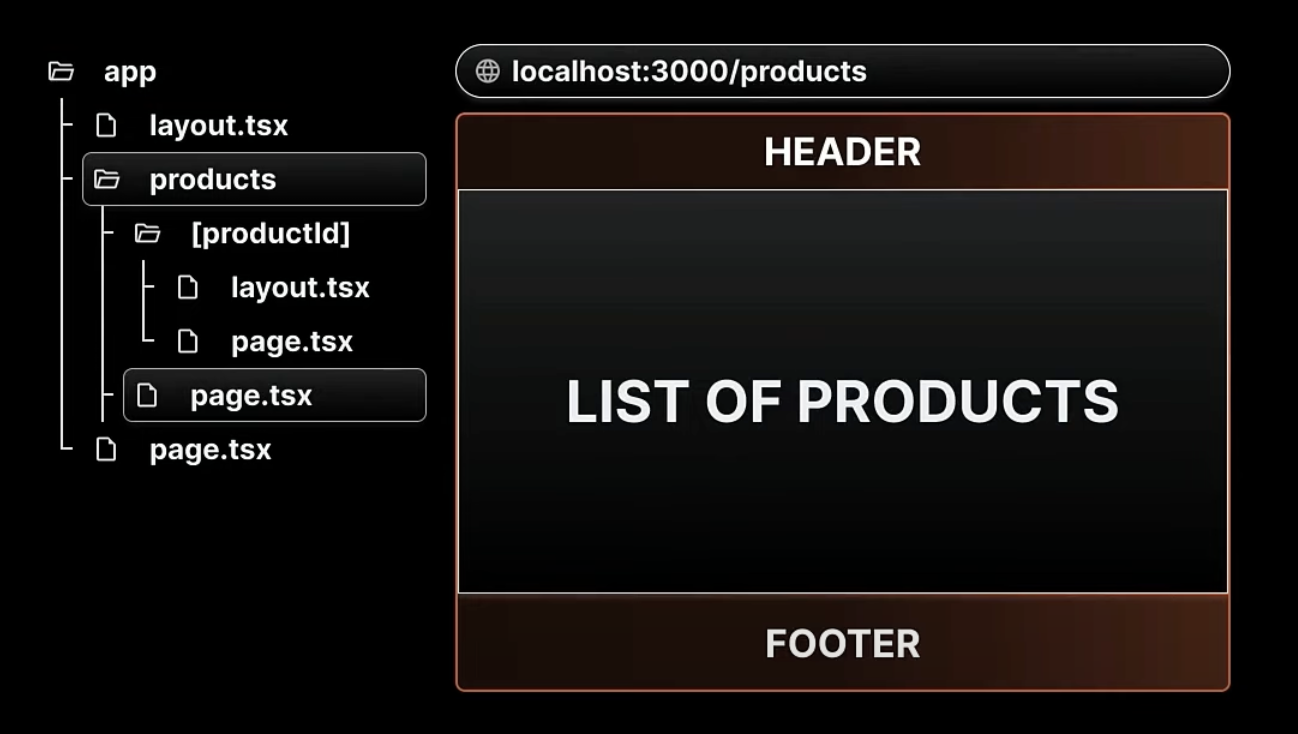 app
layout.tsx
products
[productId]
layout.tsx
page.tsx
page.tsx
page.tsx
localhost:3000/products
HEADER
LIST OF PRODUCTS
FOOTER